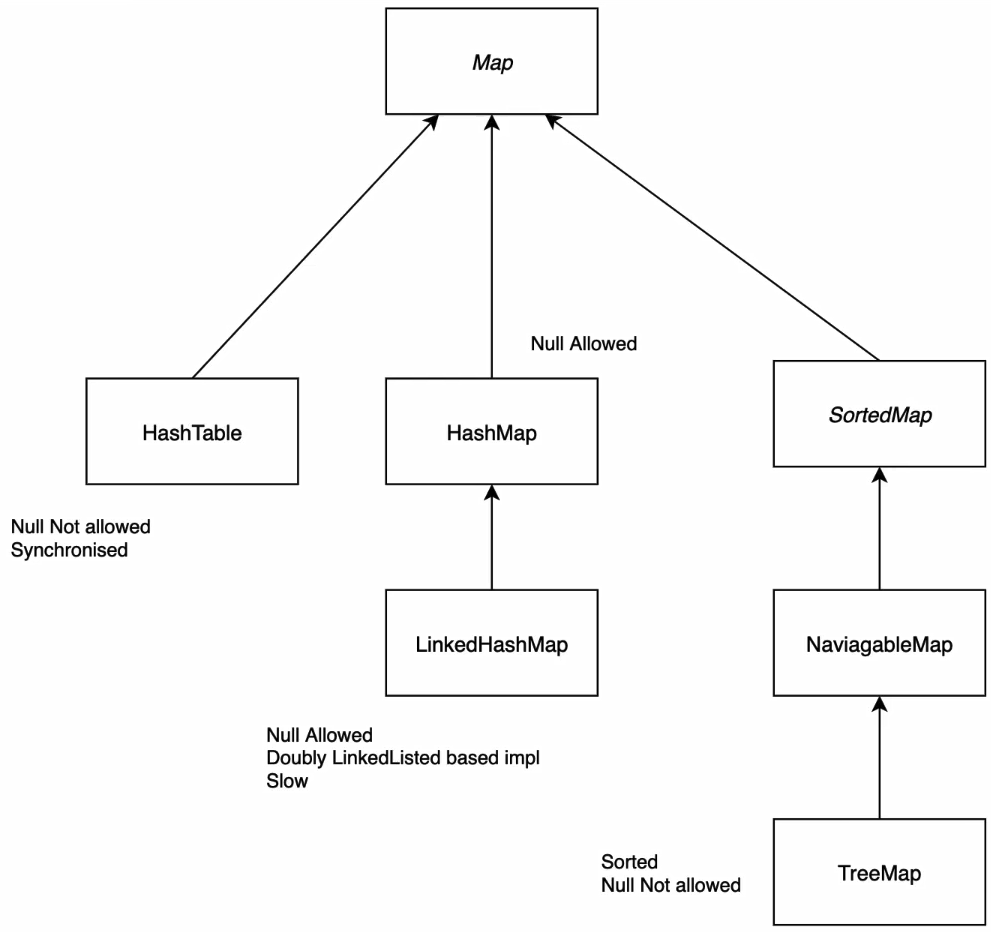 Map
Null Allowed
HashTable
HashMap
SortedMap
Null Not allowed
Synchronised
LinkedHashMap
NaviagableMap
Null Allowed
Doubly LinkedListed based impl
Slow
Sorted
Null Not allowed
TreeMap